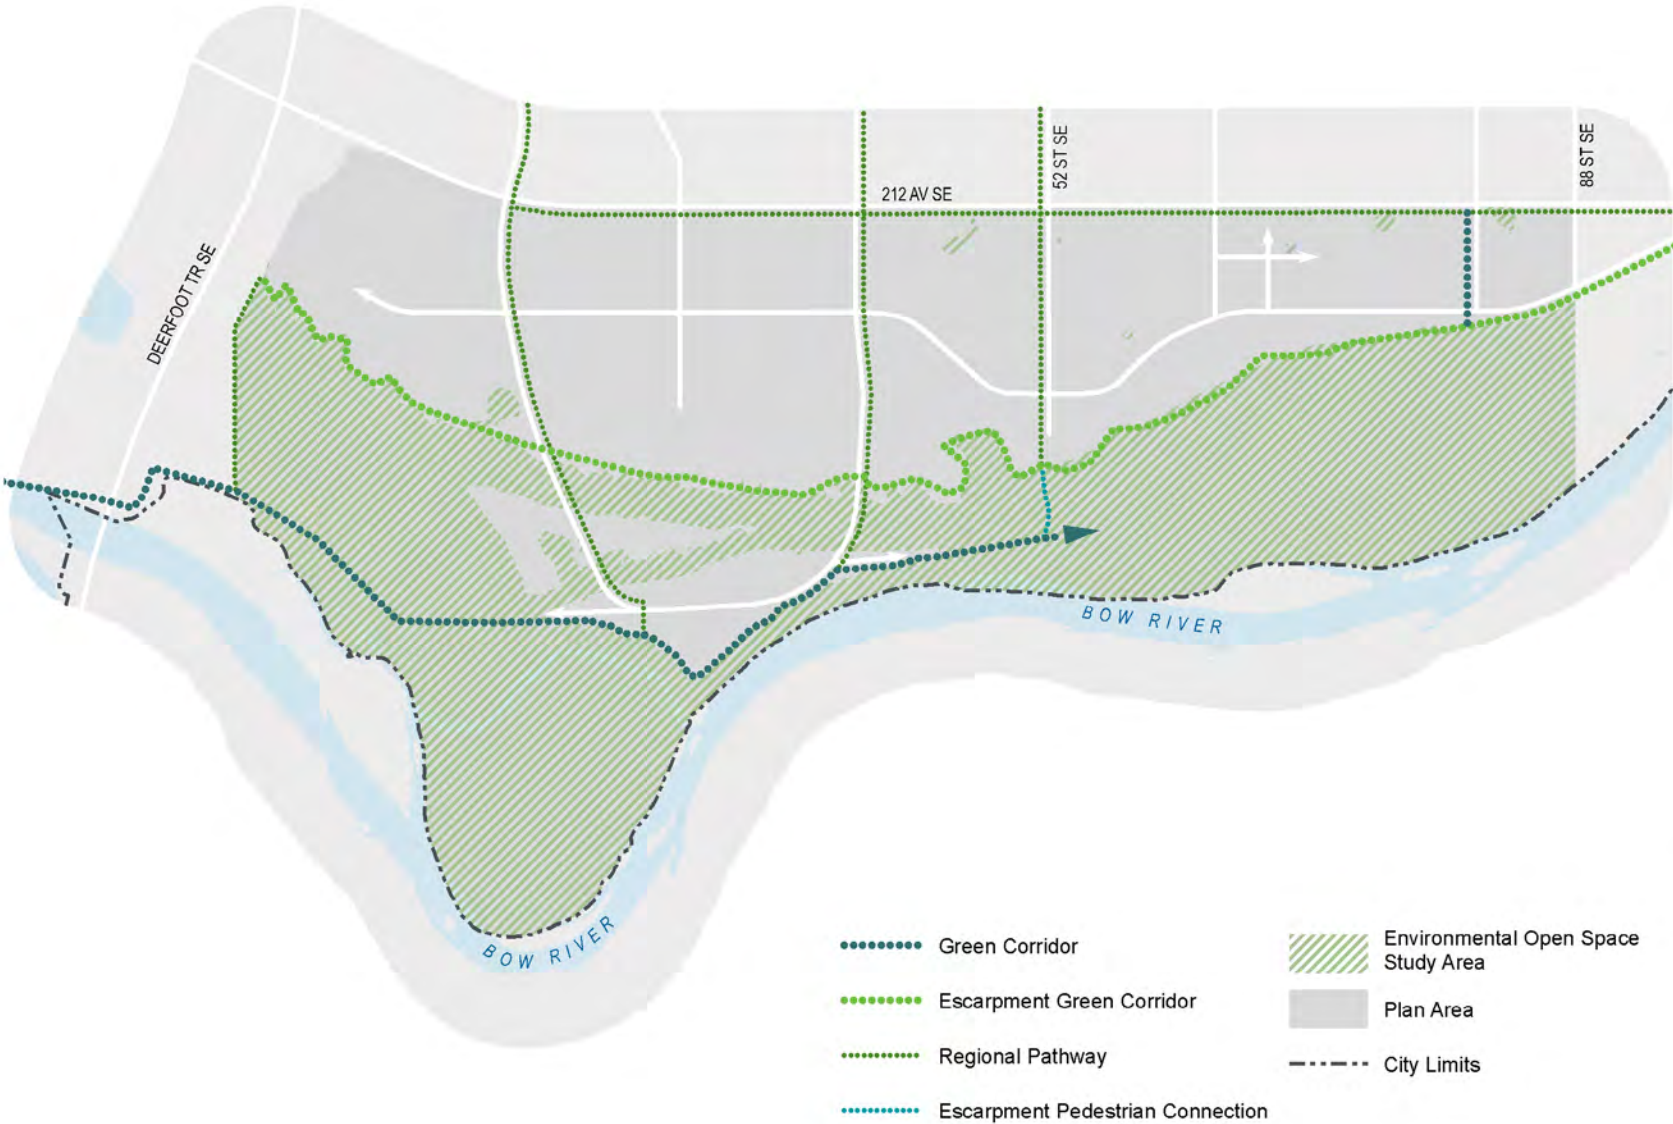 52 ST SE
88 ST SE
212 AV SE
DEERFOOT TR SE
BOW RIVER
BOW RIVER
Green Corridor
Escarpment Green Corridor
Regional Pathway
Escarpment Pedestrian Connection
Environmental Open Space
Study Area
Plan Area
City Limits